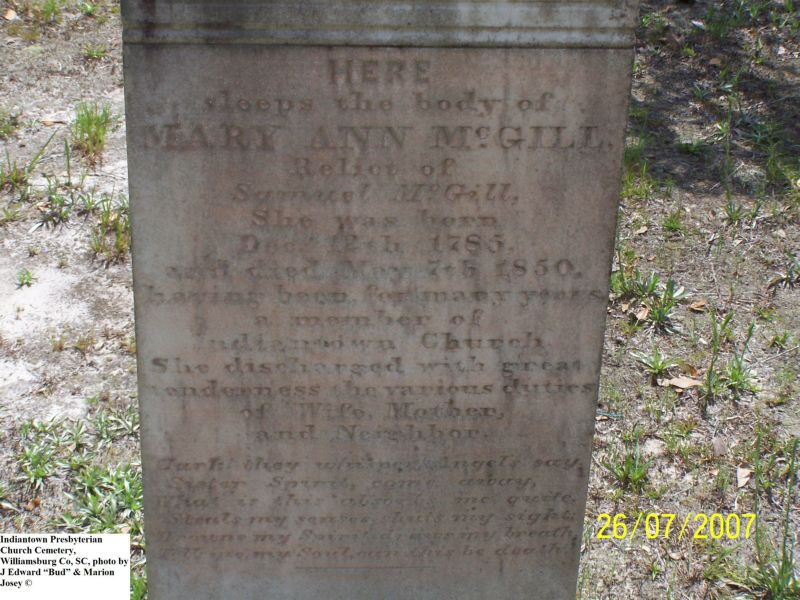 HERE
sleeps the body of
MARY ANN McGILL.
Relict of
Samuel McGill,
She was born
Dec. 12th 1785,
and died May 7th 1850.
having been for many years
a member of
ndiantown Church
She discharged with great
tenderness the various duties
of Wife, Mother,
and Neighbor.
Hark! they whisper Angels say,
Sister Spirit, come away,
What is this absorbs me quite,
Steals my senses, shuts my sight,
Drowns my Spirit, draws my breath,
Tell me, my Soul, can this be death!
26/07/2007
Indiantown Presbyterian
Church Cemetery,
Williamsburg Co, SC, photo by
J Edward “Bud” & Marion
Josey ©